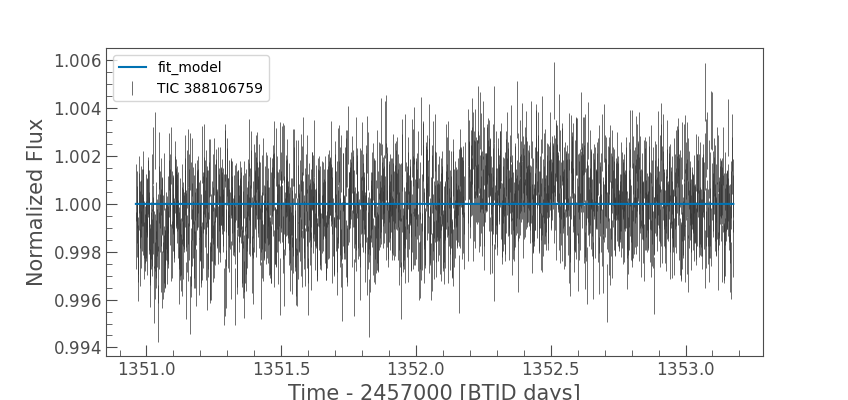 fit_model
TIC 388106759
1.006
1.004
1.002
1.000
0.998
0.996
0.994
Normalized Flux
1351.0 1351.5 1352.0 1352.5 1353.0
Time - 2457000 [BTJD days]